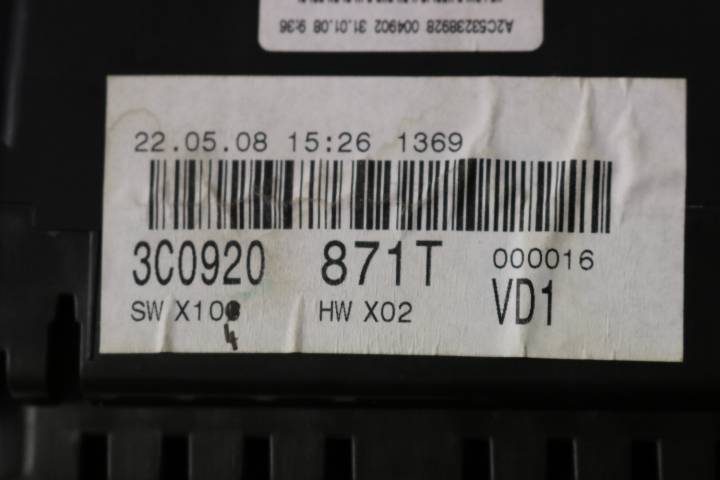 A2C53238928 004902 31.01.08 9:36
22.05.08 15:26 1369
3C0920 871T 000016
SW X10 4 HW X02 VD1